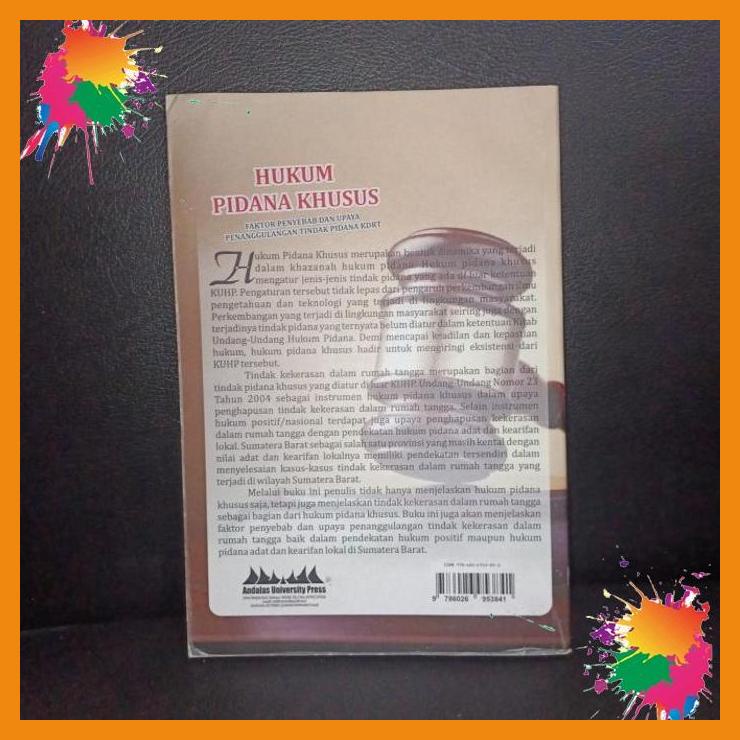 HUKUM
PIDANA KHUSUS
FAKTOR PENYEBAB DAN UPAYA
PENANGGULANGAN TINDAK PIDANA KDRT
Hukum Pidana Khusus merupakan bentuk dinamika yang terjadi
dalam khazanah hukum pidana. Hukum pidana khusus
mengatur jenis-jenis tindak pidana yang ada di luar ketentuan
KUHP. Pengaturan tersebut tidak lepas dari pengaruh perkembangan ilmu
pengetahuan dan teknologi yang terjadi di lingkungan masyarakat.
Perkembangan yang terjadi di lingkungan masyarakat seiring juga dengan
terjadinya tindak pidana yang ternyata belum diatur dalam ketentuan Kitab
Undang-Undang Hukum Pidana. Demi mencapai keadilan dan kepastian
hukum, hukum pidana khusus hadir untuk mengiringi eksistensi dari
KUHP tersebut.
Tindak kekerasan dalam rumah tangga merupakan bagian dari
tindak pidana khusus yang diatur di luar KUHP. Undang-Undang Nomor 23
Tahun 2004 sebagai instrumen hukum pidana khusus dalam upaya
penghapusan tindak kekerasan dalam rumah tangga. Selain instrumen
hukum positif/nasional terdapat juga upaya penghapusan kekerasan
dalam rumah tangga dengan pendekatan hukum pidana adat dan kearifan
lokal. Sumatera Barat sebagai salah satu provinsi yang masih kental dengan
nilai adat dan kearifan lokalnya memiliki pendekatan tersendiri dalam
menyelesaian kasus-kasus tindak kekerasan dalam rumah tangga yang
terjadi di wilayah Sumatera Barat.
Melalui buku ini penulis tidak hanya menjelaskan hukum pidana
khusus saja, tetapi juga menjelaskan tindak kekerasan dalam rumah tangga
sebagai bagian dari hukum pidana khusus. Buku ini juga akan menjelaskan
faktor penyebab dan upaya penanggulangan tindak kekerasan dalam
rumah tangga baik dalam pendekatan hukum positif maupun hukum
pidana adat dan kearifan lokal di Sumatera Barat.
Andalas University Press
9 786026 953841